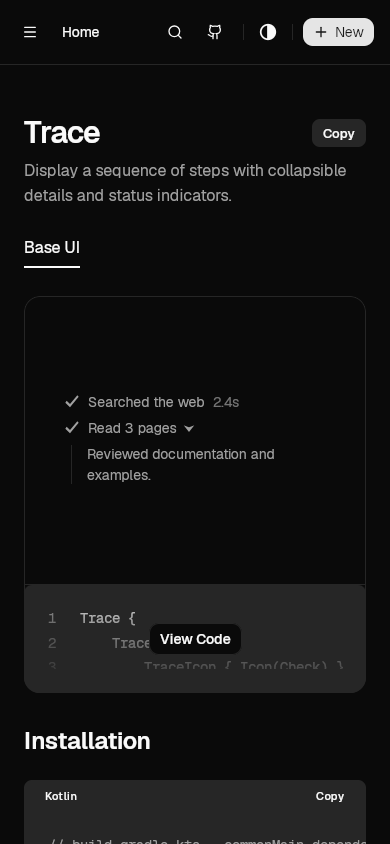 Home
New
Trace
Copy
Display a sequence of steps with collapsible
details and status indicators.
Base UI
Searched the web 2.4s
Read 3 pages
Reviewed documentation and
examples.
1 Trace {
2 Trace
View Code
3 TraceIcon { Icon(Check) }
Installation
Kotlin
Copy